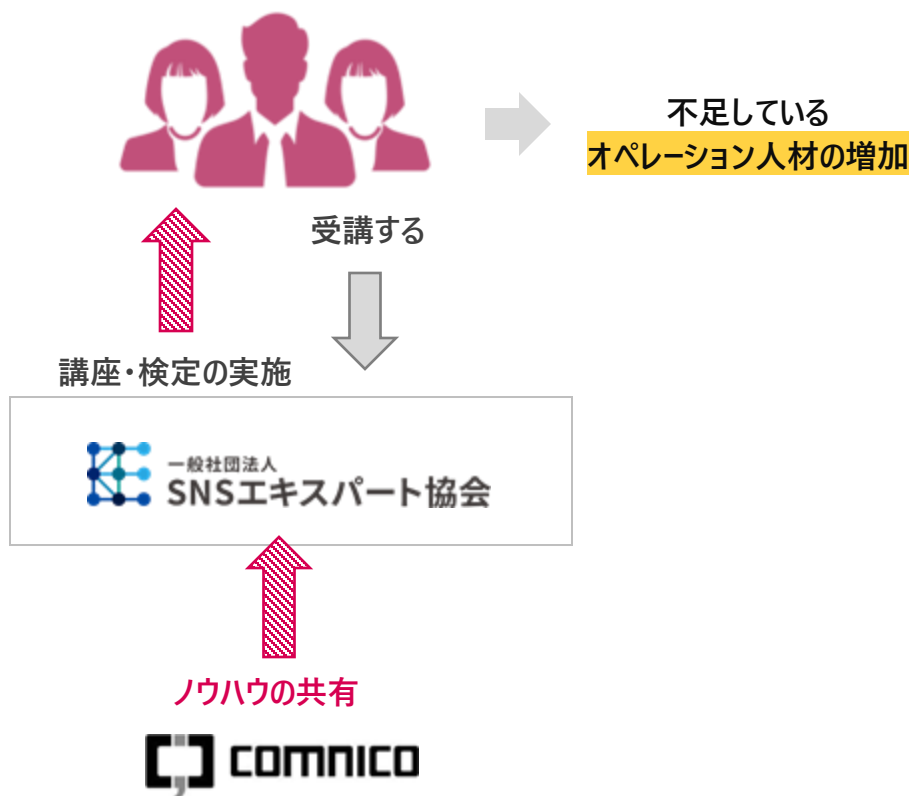 不足している
オペレーション人材の増加
受講する
講座・検定の実施
一般社団法人
SNSエキスパート協会
ノウハウの共有
comnico